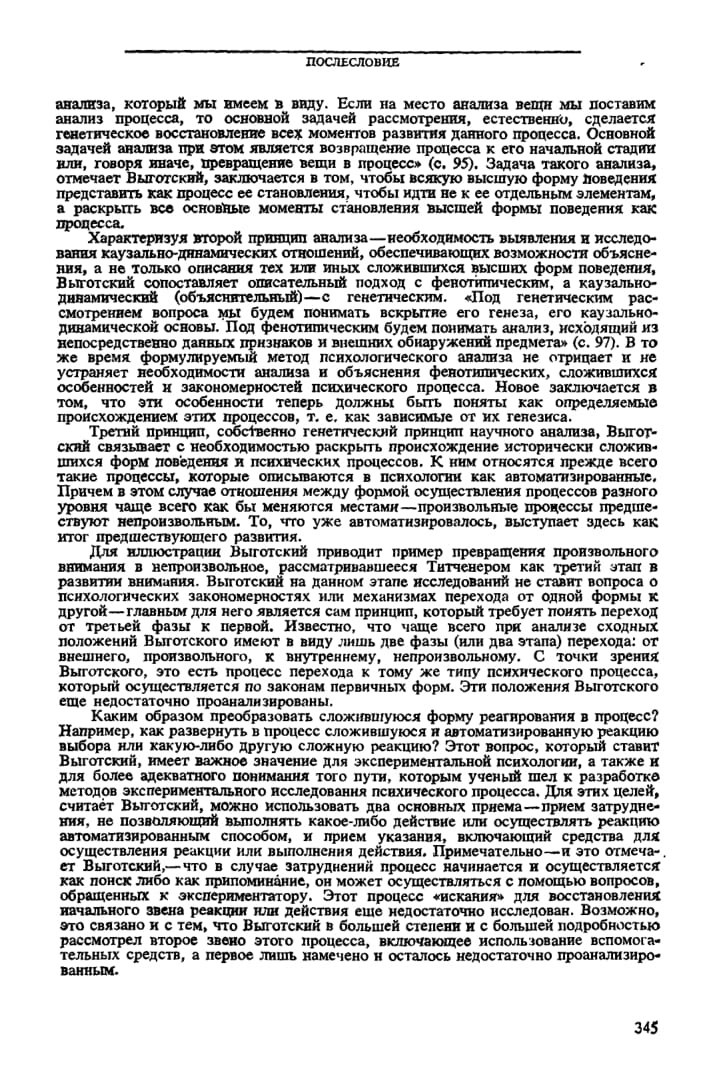 ПОСЛЕСЛОВИЕ
анализа, который мы имеем в виду. Если на место анализа вещи мы поставим
анализ процесса, то основной задачей рассмотрения, естественно, сделается
генетическое восстановление всех моментов развития данного процесса. Основной
задачей анализа при этом является возвращение процесса к его начальной стадии
или, говоря иначе, превращение вещи в процесс» (с. 95). Задача такого анализа,
отмечает Выготский, заключается в том, чтобы всякую высшую форму поведения
представить как процесс ее становления, чтобы идти не к ее отдельным элементам,
а раскрыть все основные моменты становления высшей формы поведения как
процесса.
Характеризуя второй принцип анализа—необходимость выявления и исследо-
вания каузально-динамических отношений, обеспечивающих возможности объясне-
ния, а не только описания тех или иных сложившихся высших форм поведения,
Выготский сопоставляет описательный подход с фенотипическим, а каузально-
динамический (объяснительный)—с генетическим. «Под генетическим рас-
смотрением вопроса мы будем понимать вскрытие его генеза, его каузально-
динамической основы. Под фенотипическим будем понимать анализ, исходящий из
непосредственно данных признаков и внешних обнаружений предмета» (с. 97). В то
же время формулируемый метод психологического анализа не отрицает и не
устраняет необходимости анализа и объяснения фенотипических, сложившихся
особенностей и закономерностей психического процесса. Новое заключается в
том, что эти особенности теперь должны быть поняты как определяемые
происхождением этих процессов, т. е. как зависимые от их генезиса.
Третий принцип, собственно генетический принцип научного анализа, Выгот-
ский связывает с необходимостью раскрыть происхождение исторически сложив-
шихся форм поведения и психических процессов. К ним относятся прежде всего
такие процессы, которые описываются в психологии как автоматизированные.
Причем в этом случае отношения между формой осуществления процессов разного
уровня чаще всего как бы меняются местами—произвольные процессы предше-
ствуют непроизвольным. То, что уже автоматизировалось, выступает здесь как
итог предшествующего развития.
Для иллюстрации Выготский приводит пример превращения произвольного
внимания в непроизвольное, рассматривавшееся Титченером как третий этап в
развитии внимания. Выготский на данном этапе исследований не ставит вопроса о
психологических закономерностях или механизмах перехода от одной формы к
другой—главным для него является сам принцип, который требует понять переход
от третьей фазы к первой. Известно, что чаще всего при анализе сходных
положений Выготского имеют в виду лишь две фазы (или два этапа) перехода: от
внешнего, произвольного, к внутреннему, непроизвольному. С точки зрения
Выготского, это есть процесс перехода к тому же типу психического процесса,
который осуществляется по законам первичных форм. Эти положения Выготского
еще недостаточно проанализированы.
Каким образом преобразовать сложившуюся форму реагирования в процесс?
Например, как развернуть в процесс сложившуюся и автоматизированную реакцию
выбора или какую-либо другую сложную реакцию? Этот вопрос, который ставит
Выготский, имеет важное значение для экспериментальной психологии, а также и
для более адекватного понимания того пути, которым ученый шел к разработке
методов экспериментального исследования психического процесса. Для этих целей,
считает Выготский, можно использовать два основных приема—прием затрудне-
ния, не позволяющий выполнять какое-либо действие или осуществлять реакцию
автоматизированным способом, и прием указания, включающий средства для
осуществления реакции или выполнения действия. Примечательно—и это отмеча-
ет Выготский,—что в случае затруднений процесс начинается и осуществляется
как поиск либо как припоминание, он может осуществляться с помощью вопросов,
обращенных к экспериментатору. Этот процесс «искания» для восстановления
начального звена реакции или действия еще недостаточно исследован. Возможно,
это связано и с тем, что Выготский в большей степени и с большей подробностью
рассмотрел второе звено этого процесса, включающее использование вспомога-
тельных средств, а первое лишь намечено и осталось недостаточно проанализиро-
ванным.
345